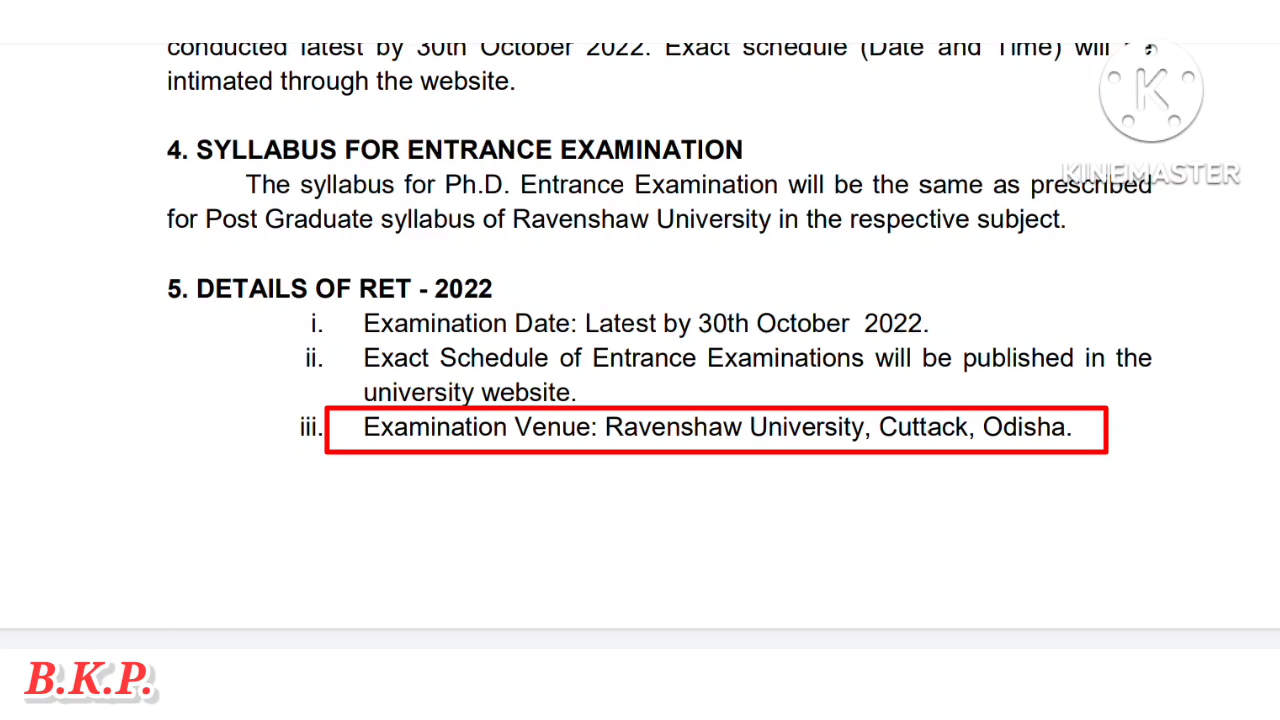 conducted latest by 30th October 2022. Exact schedule (Date and Time) will
intimated through the website.
K
KINEMASTER
4. SYLLABUS FOR ENTRANCE EXAMINATION
The syllabus for Ph.D. Entrance Examination will be the same as prescribed
for Post Graduate syllabus of Ravenshaw University in the respective subject.
5. DETAILS OF RET - 2022
i. Examination Date: Latest by 30th October 2022.
ii. Exact Schedule of Entrance Examinations will be published in the
university website.
iii. Examination Venue: Ravenshaw University, Cuttack, Odisha.
B.K.P.